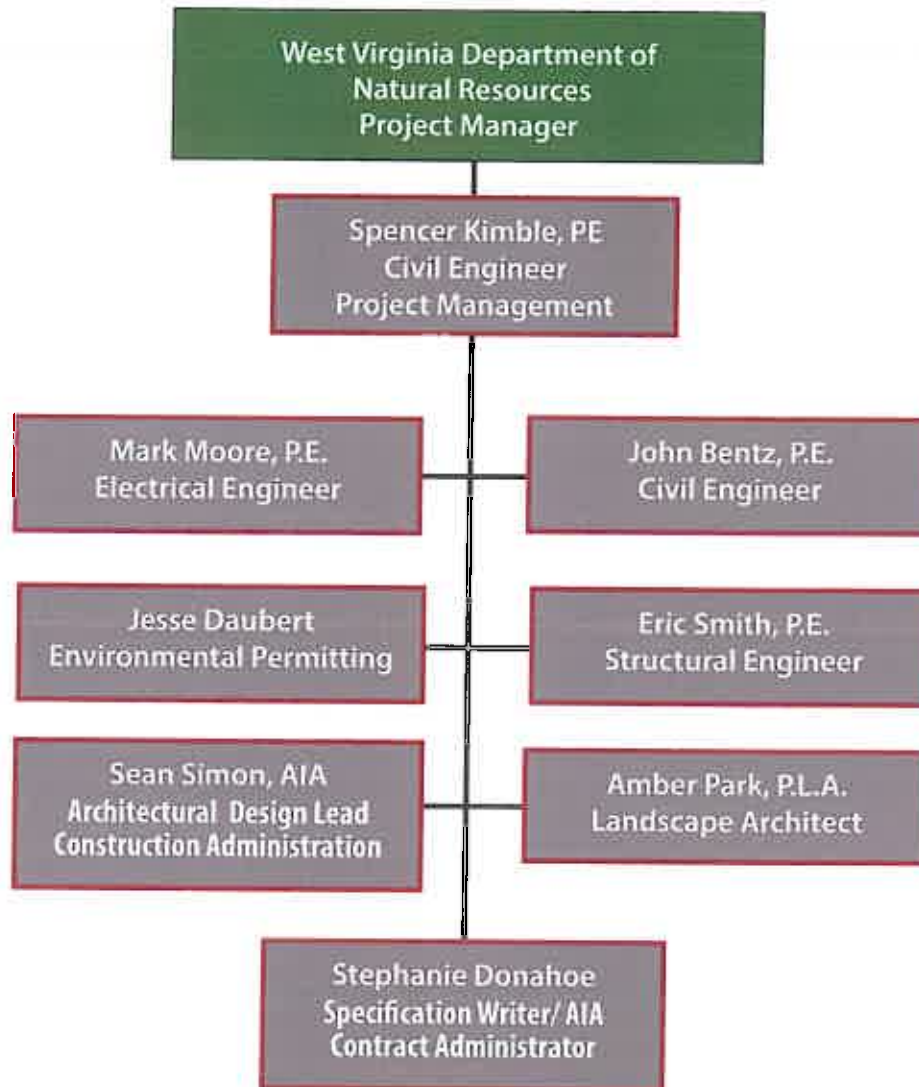 West Virginia Department of
Natural Resources
Project Manager
Spencer Kimble, PE
Civil Engineer
Project Management
Mark Moore, P.E.
Electrical Engineer
John Bentz, P.E.
Civil Engineer
Jesse Daubert
Environmental Permitting
Eric Smith, P.E.
Structural Engineer
Sean Simon, AIA
Architectural Design Lead
Construction Administration
Amber Park, P.L.A.
Landscape Architect
Stephanie Donahoe
Specification Writer/ AIA
Contract Administrator